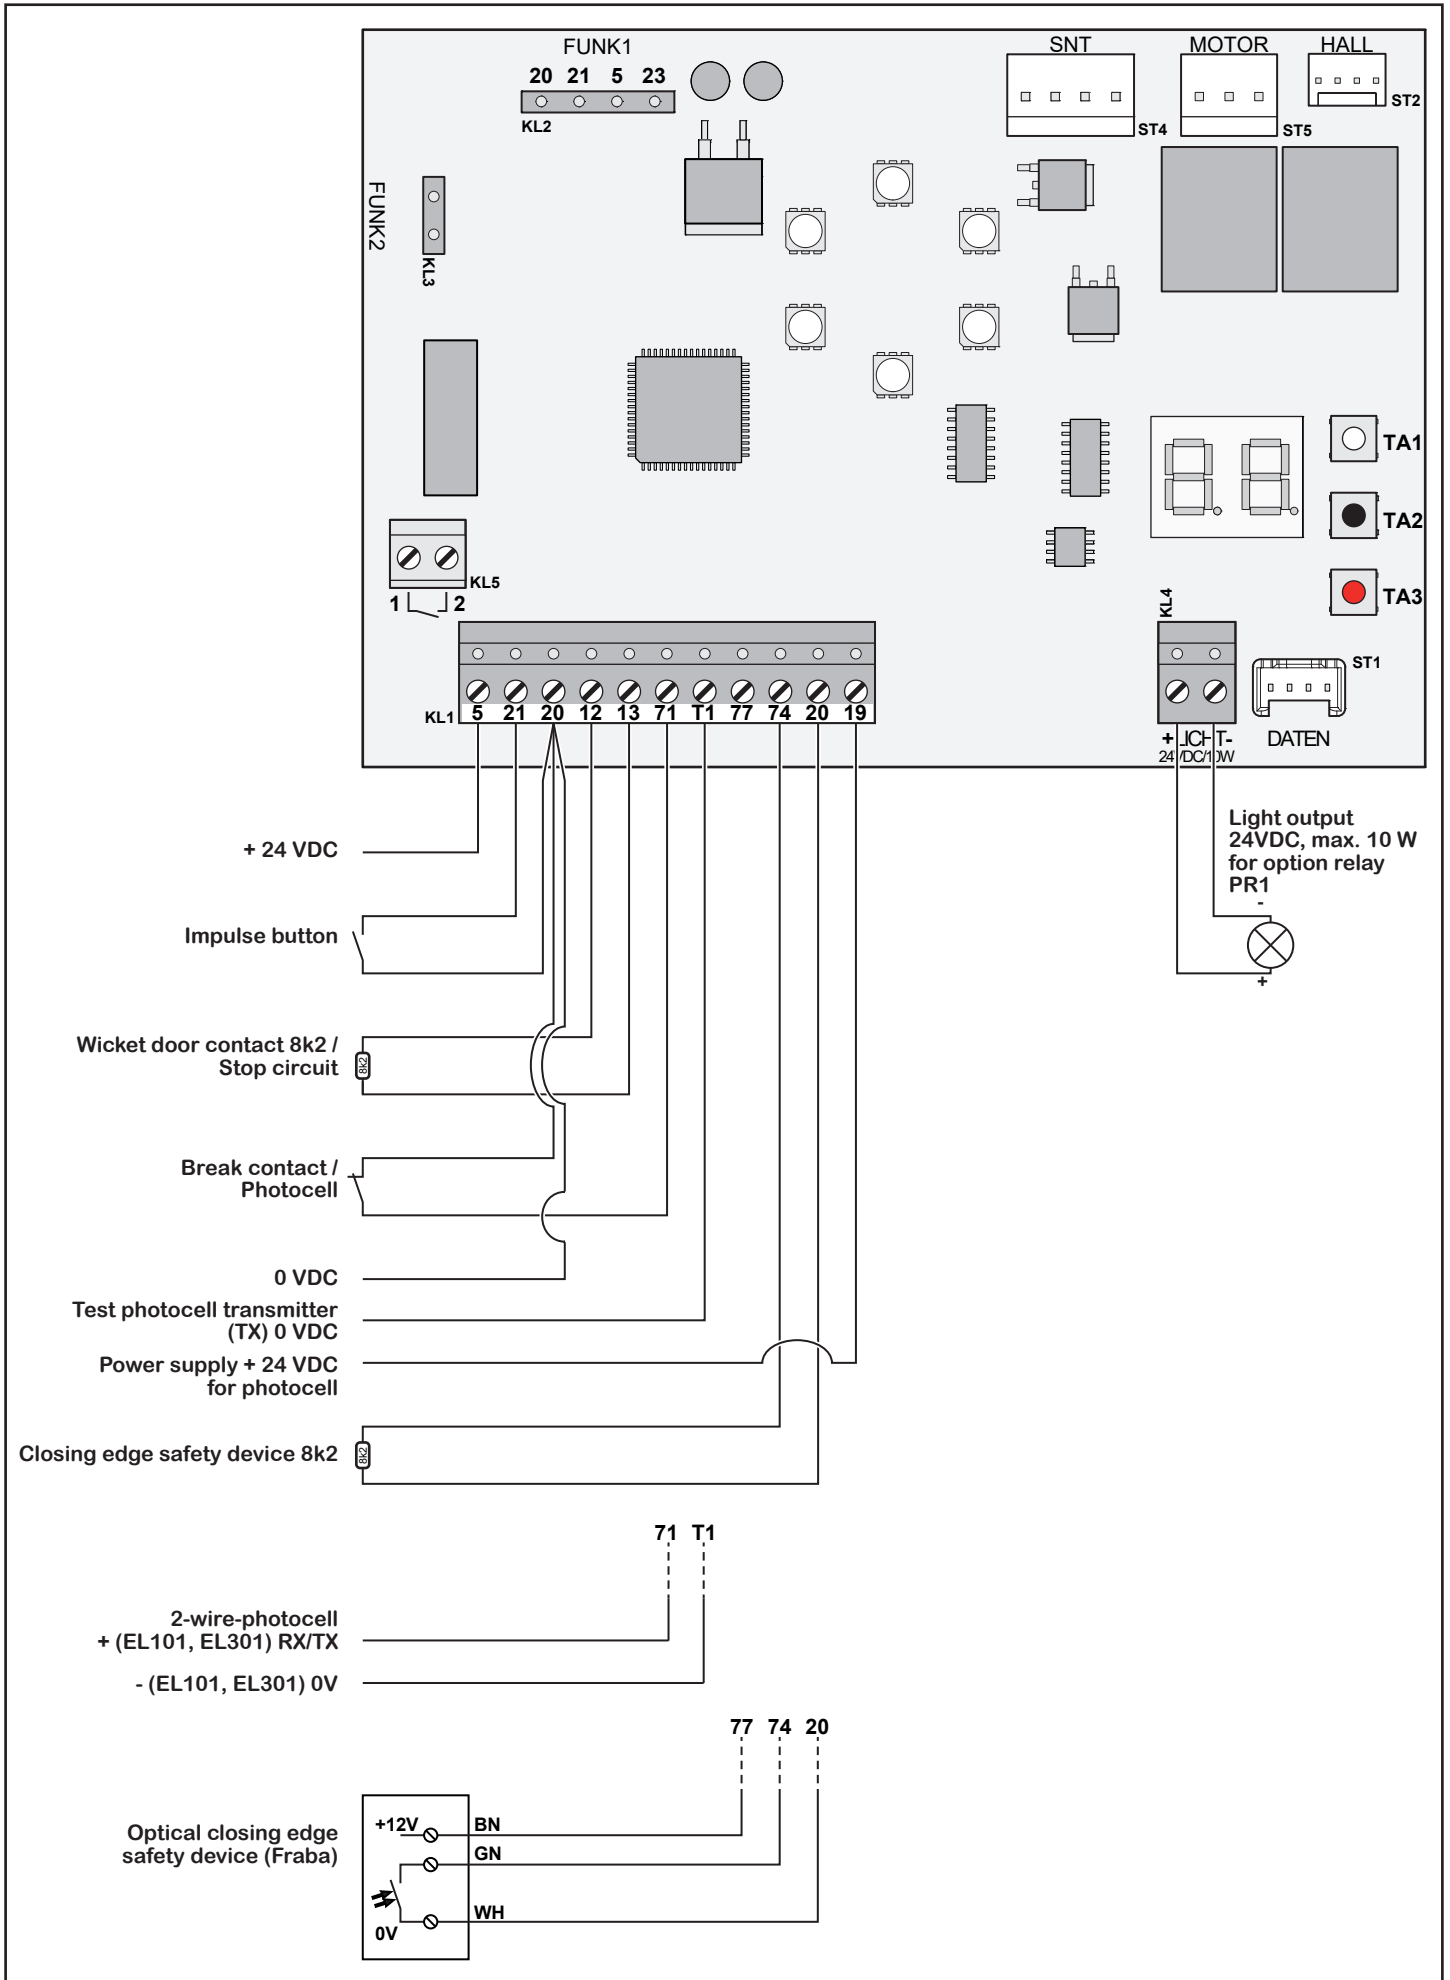 FUNK1
20 21 5 23
KL2
SNT
ST4
MOTOR
ST5
HALL
ST2
FUNK2
KL3
TA1
TA2
TA3
KL5
1 2
KL4
KL1 5 21 20 12 13 71 T1 77 74 20 19
+ LICHT -
24VDC/10W
ST1
DATEN
+ 24 VDC
Impulse button
Wicket door contact 8k2 /
Stop circuit
8k2
Break contact /
Photocell
0 VDC
Test photocell transmitter
(TX) 0 VDC
Power supply + 24 VDC
for photocell
Closing edge safety device 8k2
8k2
Light output
24VDC, max. 10 W
for option relay
PR1
-
+
71 T1
2-wire-photocell
+ (EL101, EL301) RX/TX
- (EL101, EL301) 0V
77 74 20
Optical closing edge
safety device (Fraba)
+12V
BN
GN
WH
0V